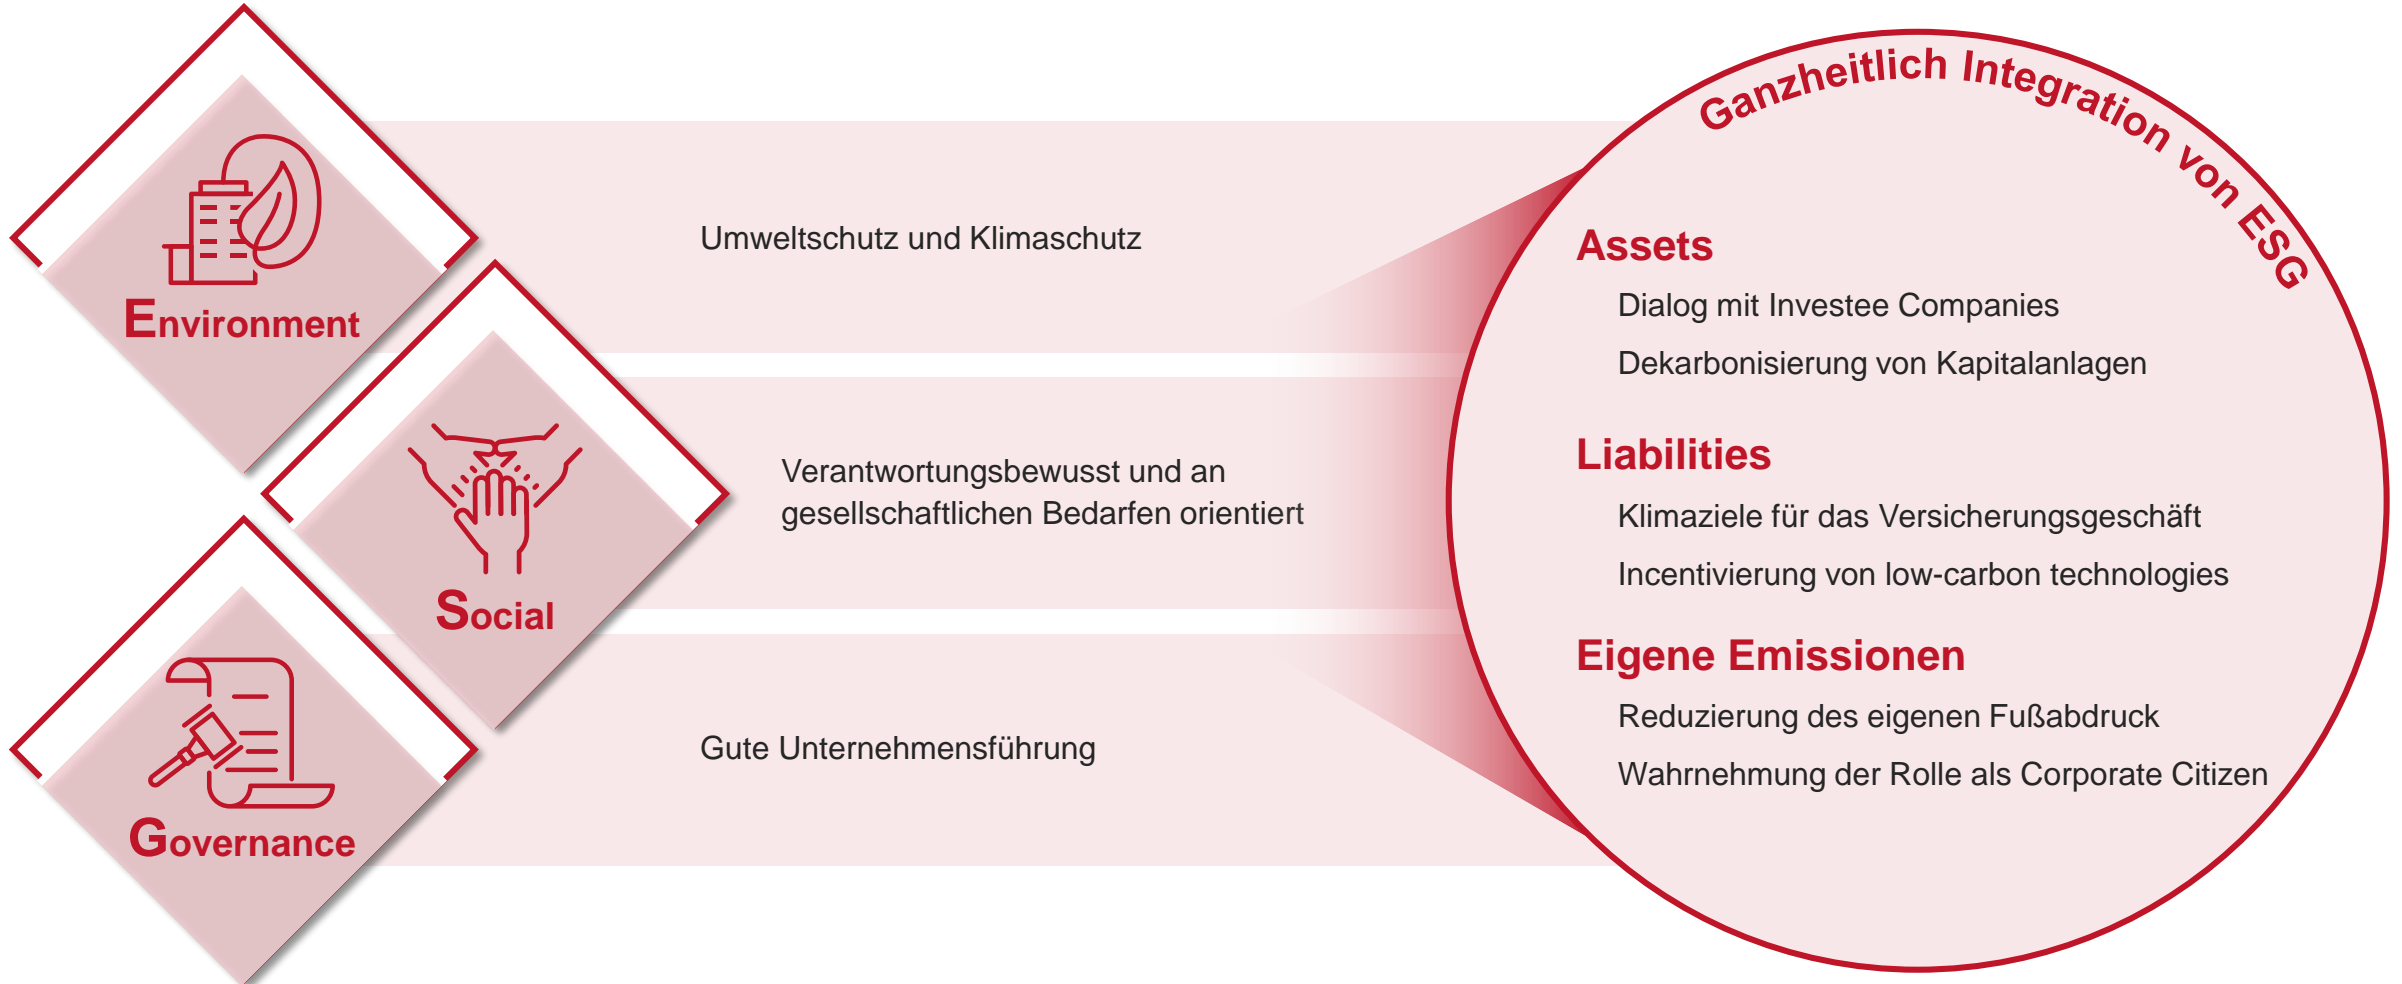 Environment
Umweltschutz und Klimaschutz
Social
Verantwortungsbewusst und an
gesellschaftlichen Bedarfen orientiert
Governance
Gute Unternehmensführung
Ganzheitlich Integration von ESG
Assets
Dialog mit Investee Companies
Dekarbonisierung von Kapitalanlagen
Liabilities
Klimaziele für das Versicherungsgeschäft
Incentivierung von low-carbon technologies
Eigene Emissionen
Reduzierung des eigenen Fußabdruck
Wahrnehmung der Rolle als Corporate Citizen